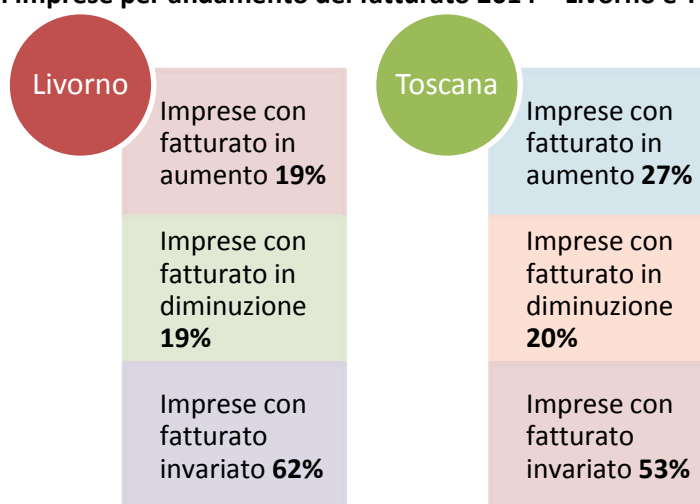 imprese per andamento del fatturato 2014 – Livorno e
Livorno
Imprese con
fatturato in
aumento 19%
Imprese con
fatturato in
diminuzione
19%
Imprese con
fatturato
invariato 62%
Toscana
Imprese con
fatturato in
aumento 27%
Imprese con
fatturato in
diminuzione
20%
Imprese con
fatturato
invariato 53%